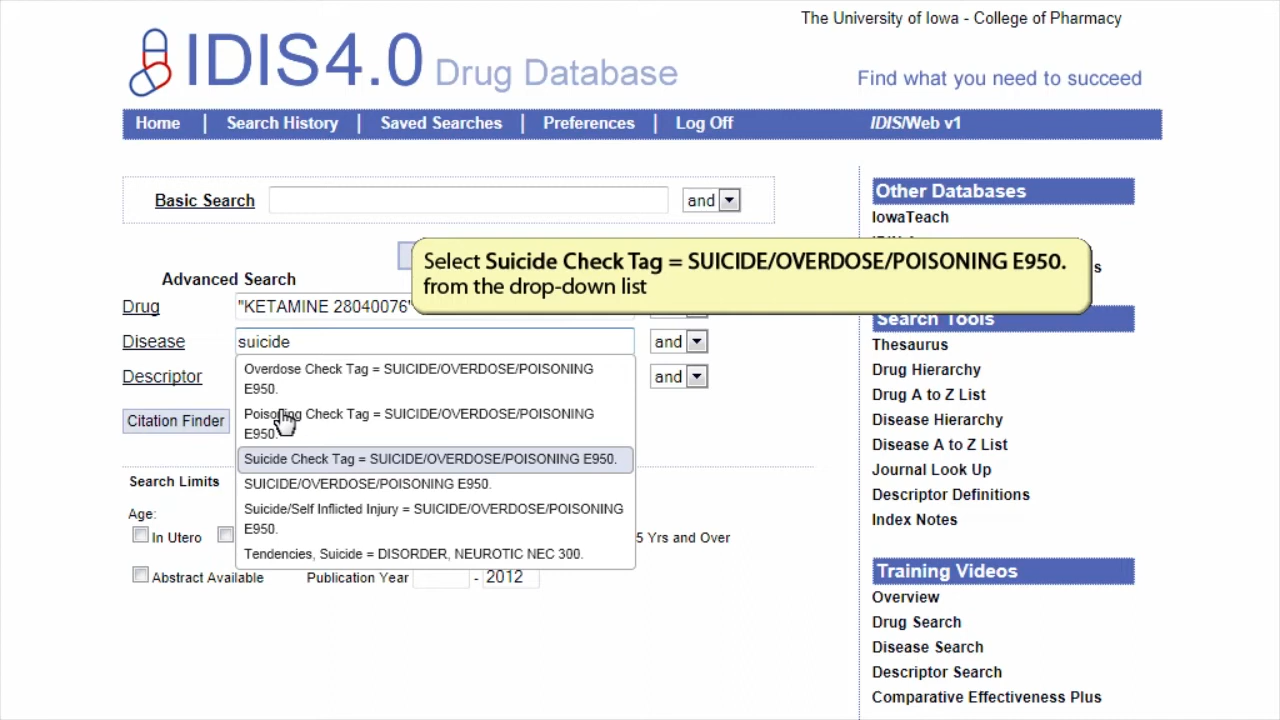 The University of Iowa - College of Pharmacy
IDIS4.0 Drug Database
Find what you need to succeed
Home | Search History | Saved Searches | Preferences | Log Off
IDIS/Web v1
Basic Search
and
Select Suicide Check Tag = SUICIDE/OVERDOSE/POISONING E950.
from the drop-down list
Advanced Search
Drug
"KETAMINE 28040076"
Disease
suicide
and
Descriptor
and
Citation Finder
Overdose Check Tag = SUICIDE/OVERDOSE/POISONING
E950.
Poisoning Check Tag = SUICIDE/OVERDOSE/POISONING
E950.
Suicide Check Tag = SUICIDE/OVERDOSE/POISONING E950.
SUICIDE/OVERDOSE/POISONING E950.
Suicide/Self Inflicted Injury = SUICIDE/OVERDOSE/POISONING
E950.
Tendencies, Suicide = DISORDER, NEUROTIC NEC 300.
Search Limits
Age:
In Utero
5 Yrs and Over
Abstract Available
Publication Year
- 2012
Other Databases
IowaTeach
Search Tools
Thesaurus
Drug Hierarchy
Drug A to Z List
Disease Hierarchy
Disease A to Z List
Journal Look Up
Descriptor Definitions
Index Notes
Training Videos
Overview
Drug Search
Disease Search
Descriptor Search
Comparative Effectiveness Plus